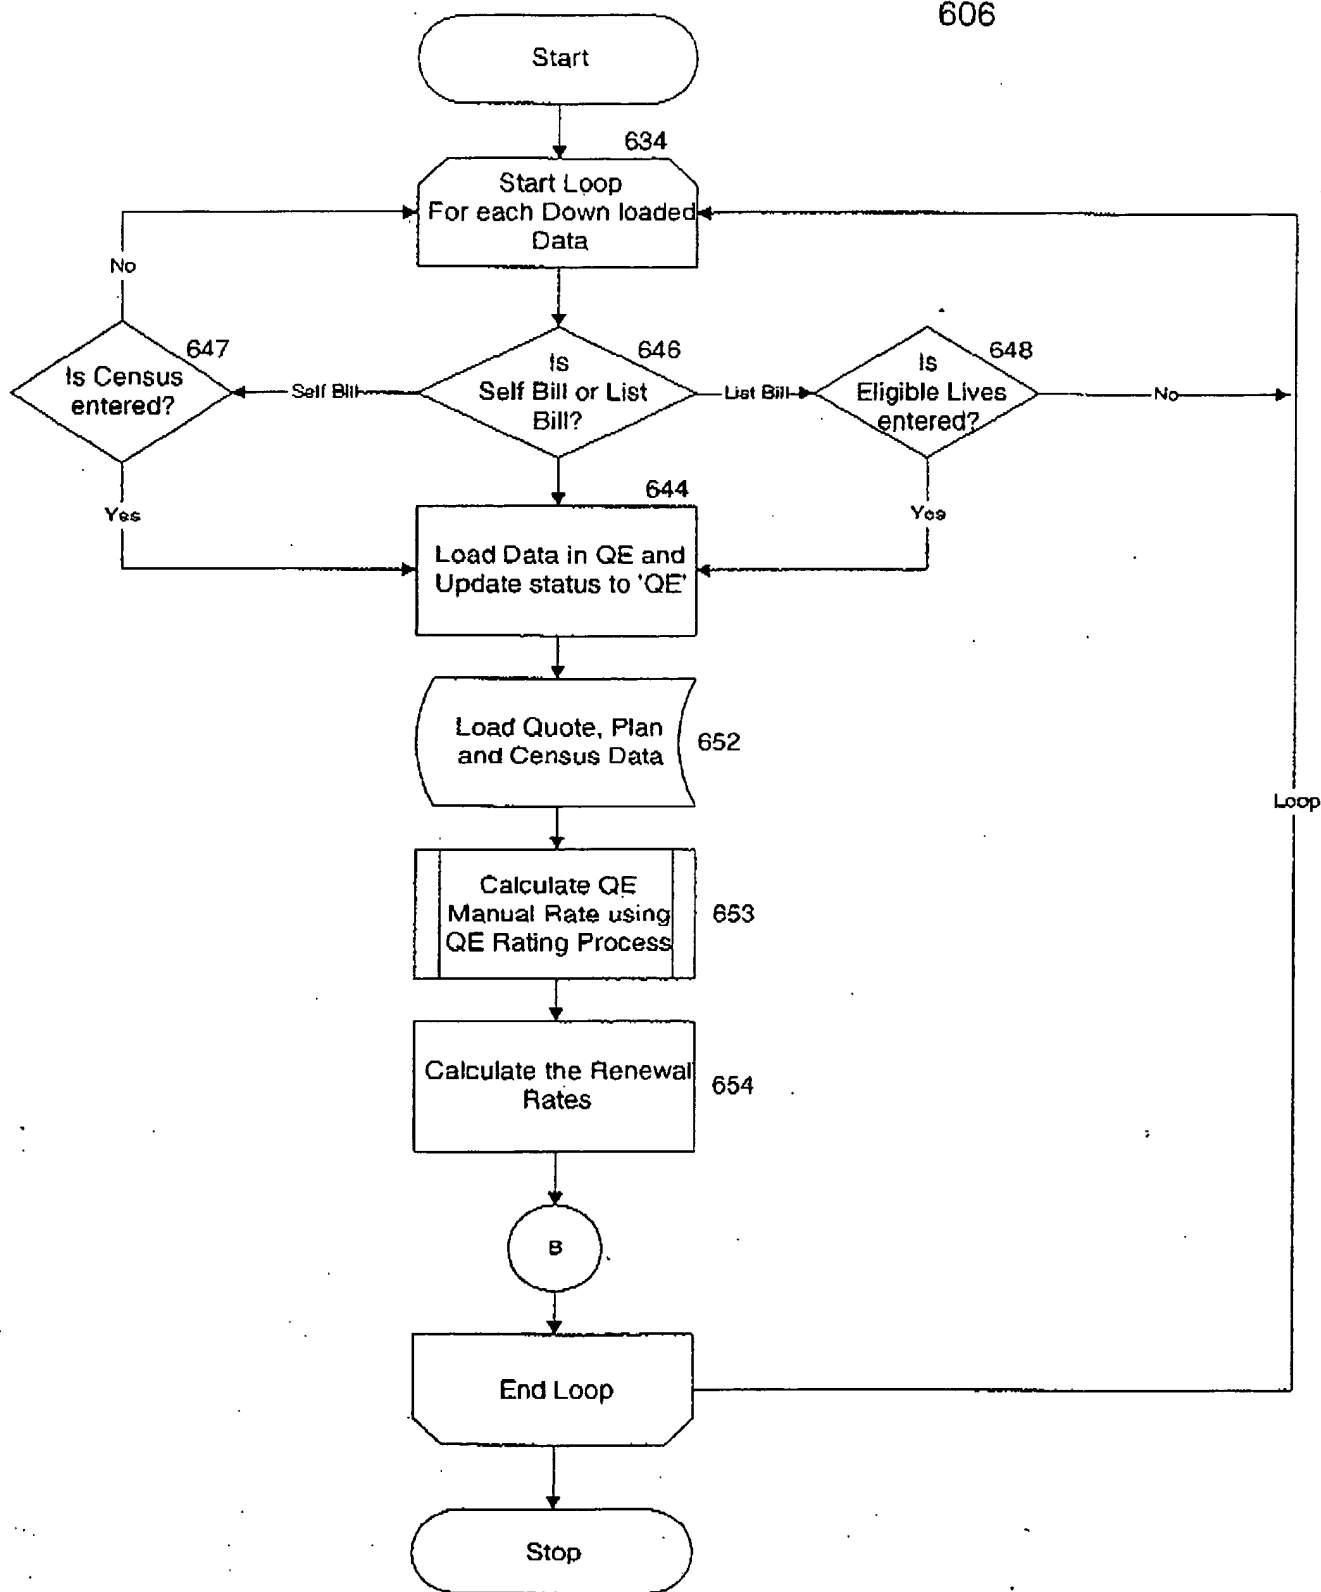 606
Start
634
Start Loop
For each Down loaded
Data
No
647
Is Census
entered?
Self Bill
646
Is
Self Bill or List
Bill?
List Bill
648
Is
Eligible Lives
entered?
No
Yes
644
Load Data in QE and
Update status to 'QE'
Yes
Load Quote, Plan
and Census Data
652
Loop
Calculate QE
Manual Rate using
QE Rating Process
653
Calculate the Renewal
Rates
654
B
End Loop
Stop